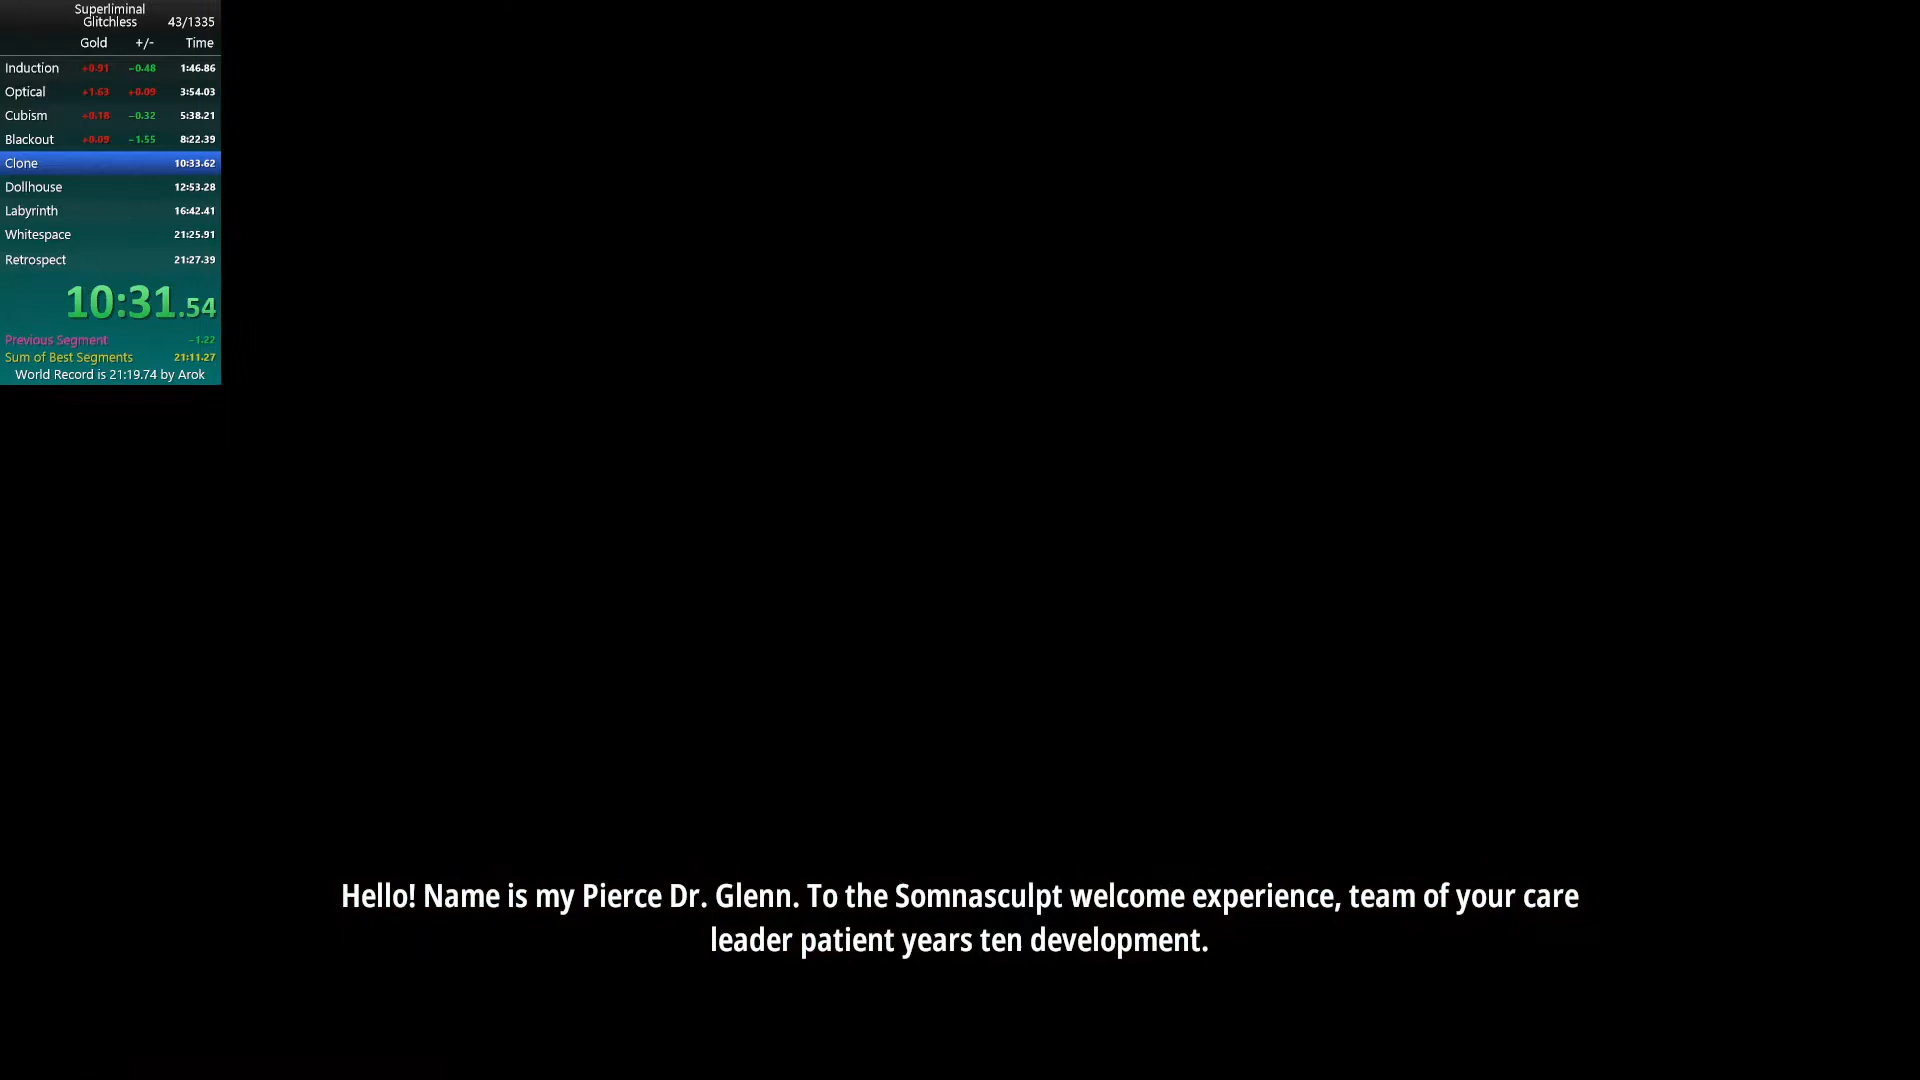 Superliminal
Glitchless 43/1335
Gold +/- Time
Induction +0.91 -0.48 1:46.86
Optical +1.63 +0.09 3:54.03
Cubism +0.18 -0.32 5:38.21
Blackout +0.09 -1.55 8:22.39
Clone 10:33.62
Dollhouse 12:53.28
Labyrinth 16:42.41
Whitespace 21:25.91
Retrospect 21:27.39
10:31.54
Previous Segment -1.22
Sum of Best Segments 21:11.27
World Record is 21:19.74 by Arok
Hello! Name is my Pierce Dr. Glenn. To the Somnasculpt welcome experience, team of your care
leader patient years ten development.